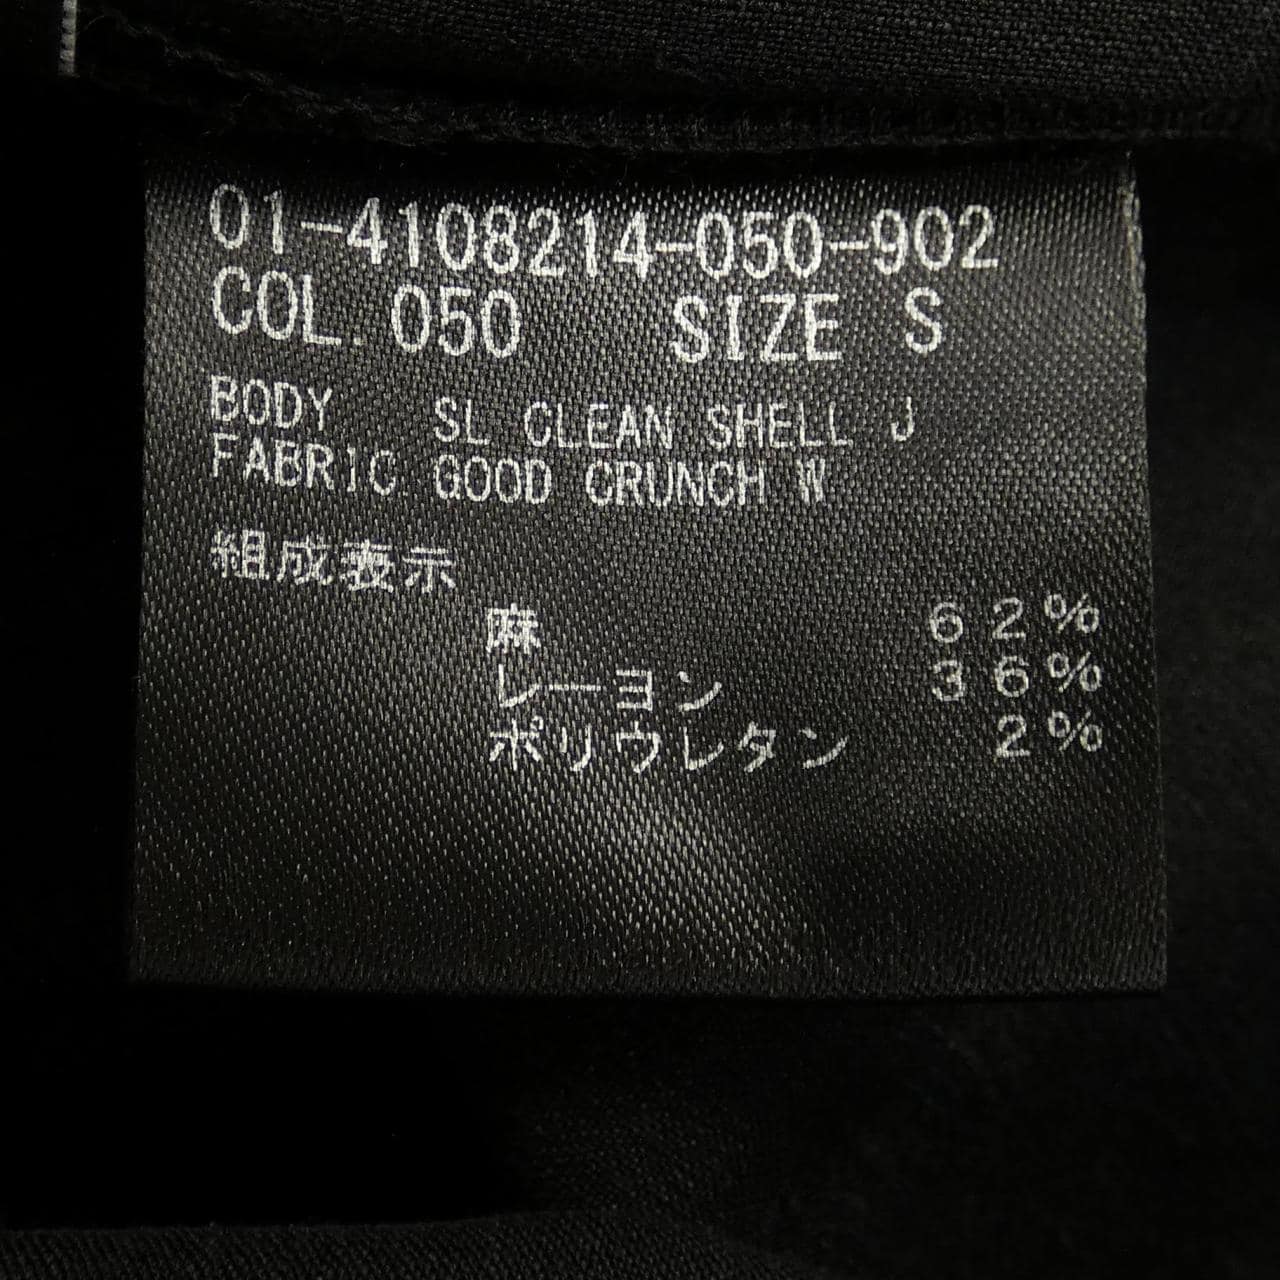 01-4108214-050-902
COL.050 SIZE S
BODY SL CLEAN SHELL J
FABRIC GOOD CRUNCH W
組成表示
麻 62%
レーヨン 36%
ポリウレタン 2%